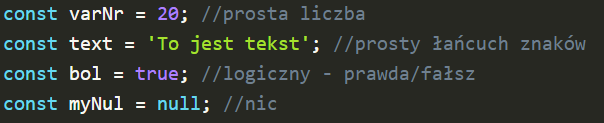 const varNr = 20; //prosta liczba
const text = 'To jest tekst'; //prosty łańcuch znaków
const bol = true; //logiczny - prawda/fałsz
const myNul = null; //nic